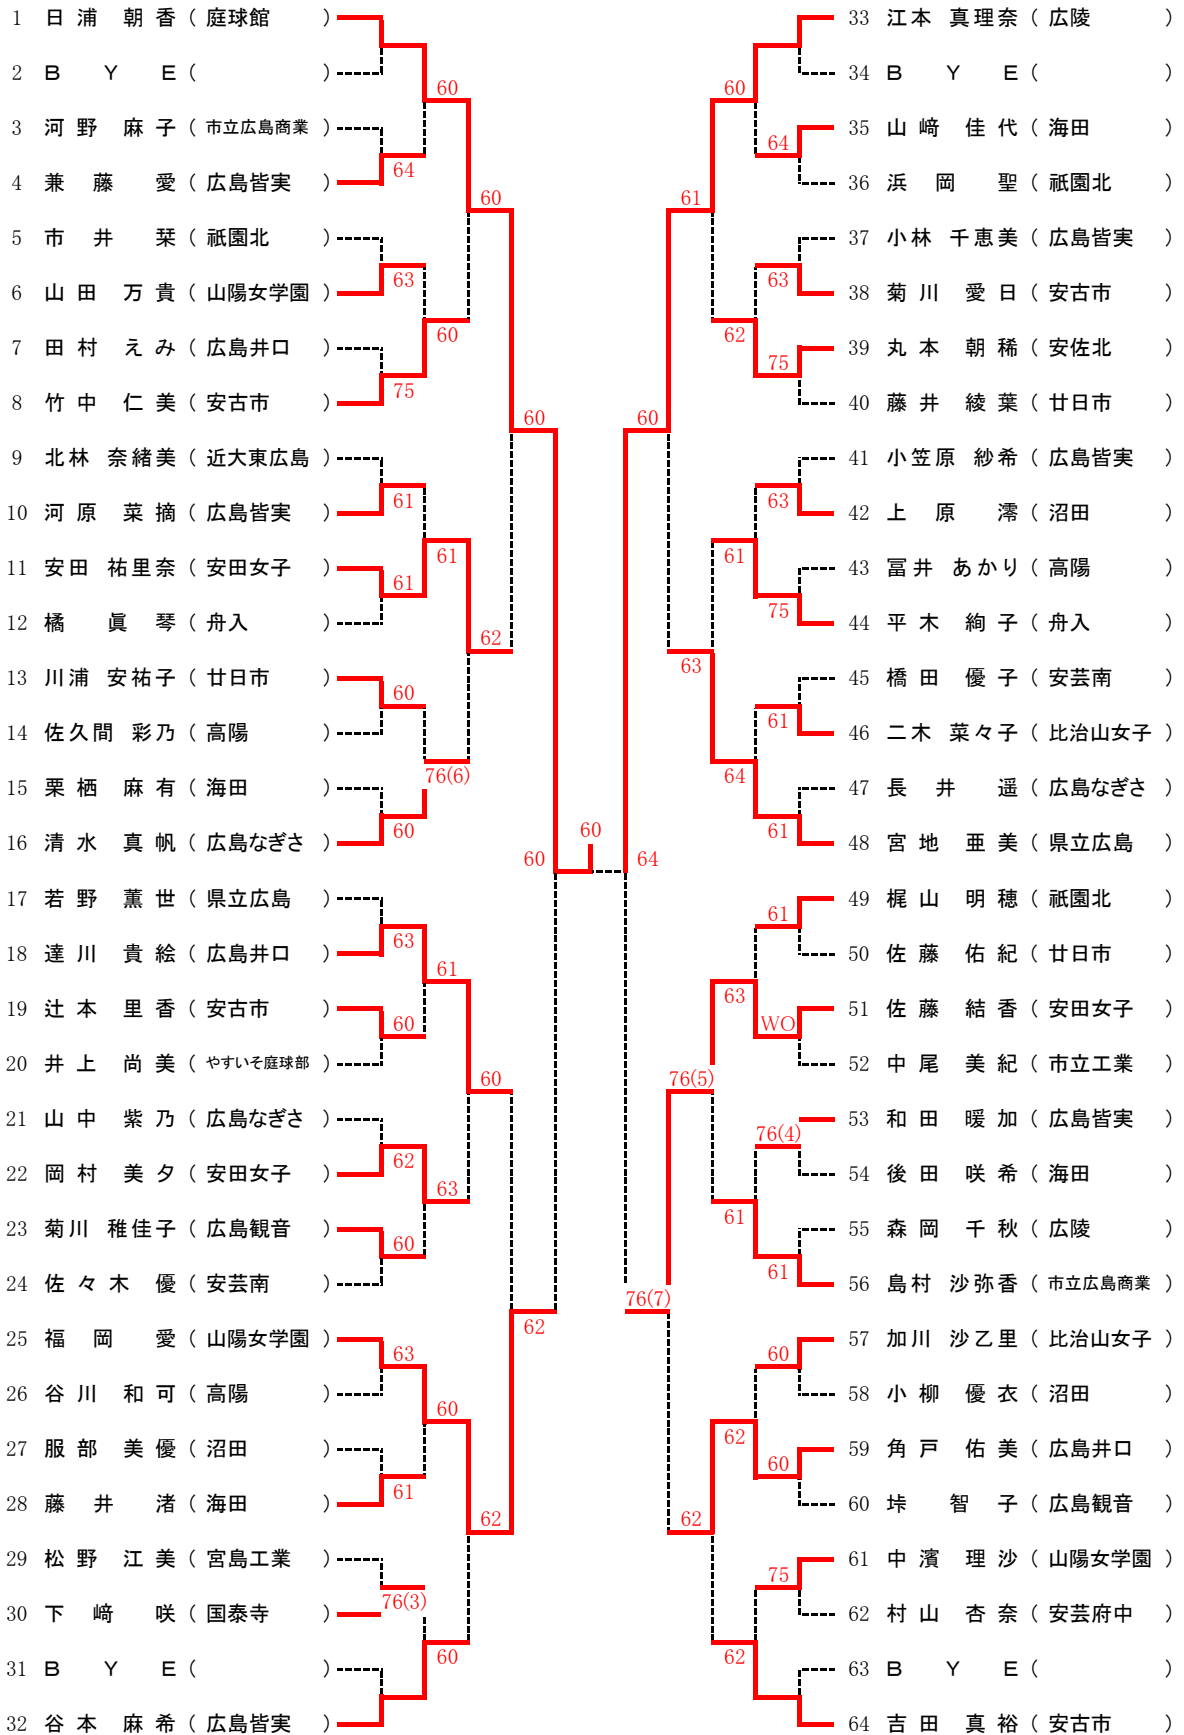 1 日浦 朝香 ( 庭球館 )
2 BYE ( )
3 河野 麻子 ( 市立広島商業 )
4 兼藤 愛 ( 広島皆実 )
5 市井 栞 ( 祇園北 )
6 山田 万貴 ( 山陽女学園 )
7 田村 えみ ( 広島井口 )
8 竹中 仁美 ( 安古市 )
9 北林 奈緒美 ( 近大東広島 )
10 河原 菜摘 ( 広島皆実 )
11 安田 祐里奈 ( 安田女子 )
12 橘 眞琴 ( 舟入 )
13 川浦 安祐子 ( 廿日市 )
14 佐久間 彩乃 ( 高陽 )
15 栗栖 麻有 ( 海田 )
16 清水 真帆 ( 広島なぎさ )
17 若野 薫世 ( 県立広島 )
18 達川 貴絵 ( 広島井口 )
19 辻本 里香 ( 安古市 )
20 井上 尚美 ( やすいそ庭球部 )
21 山中 紫乃 ( 広島なぎさ )
22 岡村 美夕 ( 安田女子 )
23 菊川 稚佳子 ( 広島観音 )
24 佐々木 優 ( 安芸南 )
25 福岡 愛 ( 山陽女学園 )
26 谷川 和可 ( 高陽 )
27 服部 美優 ( 沼田 )
28 藤井 渚 ( 海田 )
29 松野 江美 ( 宮島工業 )
30 下﨑 咲 ( 国泰寺 )
31 BYE ( )
32 谷本 麻希 ( 広島皆実 )
64
63
75
61
61
60
60
63
60
62
60
63
61
76(3)
60
60
61
76(6)
61
63
60
60
60
62
60
62
60
62
60
60
60
64
33 江本 真理奈 ( 広陵 )
34 BYE ( )
35 山﨑 佳代 ( 海田 )
36 浜岡 聖 ( 祇園北 )
37 小林 千恵美 ( 広島皆実 )
38 菊川 愛日 ( 安古市 )
39 丸本 朝稀 ( 安佐北 )
40 藤井 綾葉 ( 廿日市 )
41 小笠原 紗希 ( 広島皆実 )
42 上原 澪 ( 沼田 )
43 冨井 あかり ( 高陽 )
44 平木 絢子 ( 舟入 )
45 橋田 優子 ( 安芸南 )
46 二木 菜々子 ( 比治山女子 )
47 長井 遥 ( 広島なぎさ )
48 宮地 亜美 ( 県立広島 )
49 梶山 明穂 ( 祇園北 )
50 佐藤 佑紀 ( 廿日市 )
51 佐藤 結香 ( 安田女子 )
52 中尾 美紀 ( 市立工業 )
53 和田 暖加 ( 広島皆実 )
54 後田 咲希 ( 海田 )
55 森岡 千秋 ( 広陵 )
56 島村 沙弥香 ( 市立広島商業 )
57 加川 沙乙里 ( 比治山女子 )
58 小柳 優衣 ( 沼田 )
59 角戸 佑美 ( 広島井口 )
60 垰 智子 ( 広島観音 )
61 中濱 理沙 ( 山陽女学園 )
62 村山 杏奈 ( 安芸府中 )
63 BYE ( )
64 吉田 真裕 ( 安古市 )
64
63
75
63
75
61
61
61
WO
76(4)
61
60
60
75
60
62
61
64
63
61
62
62
61
63
76(5)
62
60
76(7)